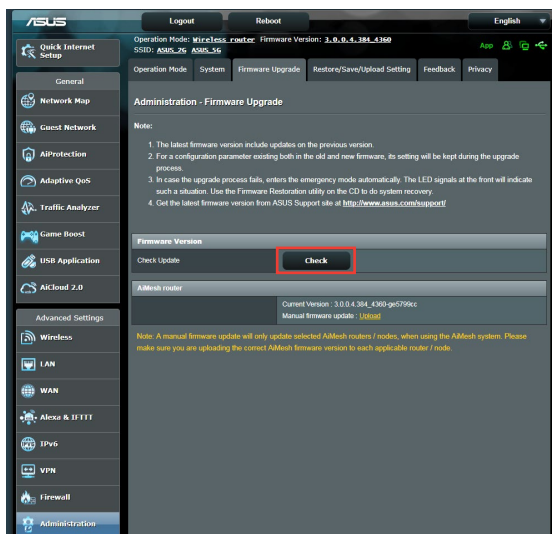 ASUS
Logout
Reboot
English
Operation Mode: Wireless router Firmware Version: 3.0.0.4.384_4360
SSID: ASUS_2G ASUS_5G
App
Quick Internet
Setup
General
Network Map
Guest Network
AiProtection
Adaptive QoS
Traffic Analyzer
Game Boost
USB Application
AiCloud 2.0
Advanced Settings
Wireless
LAN
WAN
Alexa & IFTTT
IPv6
VPN
Firewall
Administration
Operation Mode
System
Firmware Upgrade
Restore/Save/Upload Setting
Feedback
Privacy
Administration - Firmware Upgrade
Note:
1. The latest firmware version include updates on the previous version.
2. For a configuration parameter existing both in the old and new firmware, its setting will be kept during the upgrade
process.
3. In case the upgrade process fails, enters the emergency mode automatically. The LED signals at the front will indicate
such a situation. Use the Firmware Restoration utility on the CD to do system recovery.
4. Get the latest firmware version from ASUS Support site at http://www.asus.com/support/
Firmware Version
Check Update
Check
AiMesh router
Current Version : 3.0.0.4.384_4360-ge5799cc
Manual firmware update : Upload
Note: A manual firmware update will only update selected AiMesh routers / nodes, when using the AiMesh system. Please
make sure you are uploading the correct AiMesh firmware version to each applicable router / node.